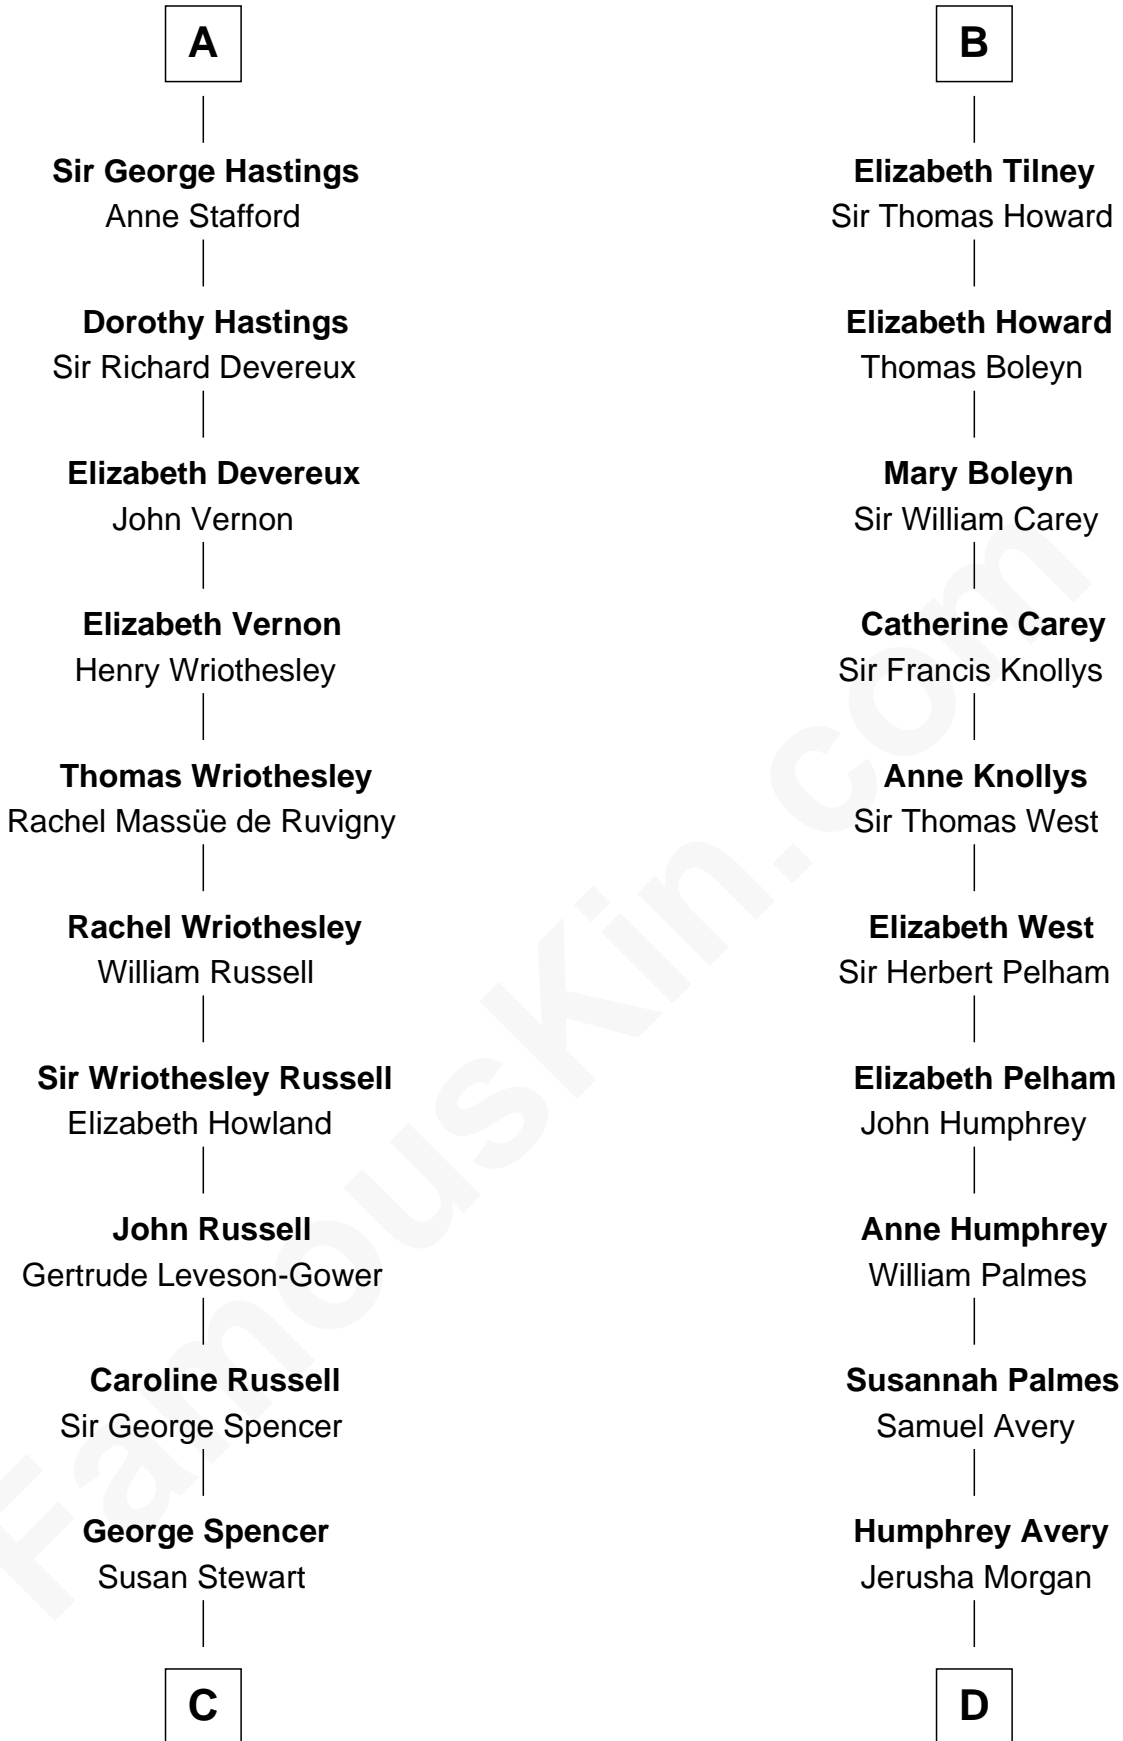 A
Sir George Hastings
Anne Stafford
Dorothy Hastings
Sir Richard Devereux
Elizabeth Devereux
John Vernon
Elizabeth Vernon
Henry Wriothesley
Thomas Wriothesley
Rachel Massüe de Ruvigny
Rachel Wriothesley
William Russell
Sir Wriothesley Russell
Elizabeth Howland
John Russell
Gertrude Leveson-Gower
Caroline Russell
Sir George Spencer
George Spencer
Susan Stewart
C
B
Elizabeth Tilney
Sir Thomas Howard
Elizabeth Howard
Thomas Boleyn
Mary Boleyn
Sir William Carey
Catherine Carey
Sir Francis Knollys
Anne Knollys
Sir Thomas West
Elizabeth West
Sir Herbert Pelham
Elizabeth Pelham
John Humphrey
Anne Humphrey
William Palmes
Susannah Palmes
Samuel Avery
Humphrey Avery
Jerusha Morgan
D
FamousKin.com